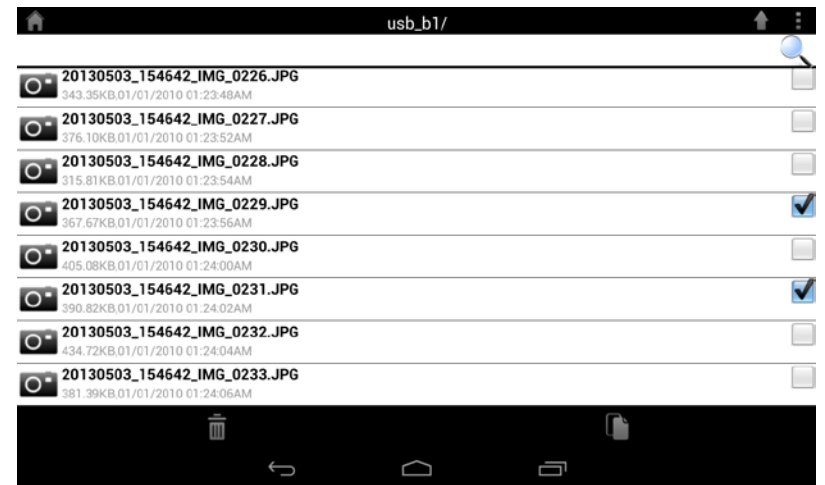 usb_b1/
20130503_154642_IMG_0226.JPG
343.35KB,01/01/2010 01:23:48AM
20130503_154642_IMG_0227.JPG
376.10KB,01/01/2010 01:23:52AM
20130503_154642_IMG_0228.JPG
315.81KB,01/01/2010 01:23:54AM
20130503_154642_IMG_0229.JPG
367.67KB,01/01/2010 01:23:56AM
20130503_154642_IMG_0230.JPG
405.08KB,01/01/2010 01:24:00AM
20130503_154642_IMG_0231.JPG
390.82KB,01/01/2010 01:24:02AM
20130503_154642_IMG_0232.JPG
434.72KB,01/01/2010 01:24:04AM
20130503_154642_IMG_0233.JPG
381.39KB,01/01/2010 01:24:06AM